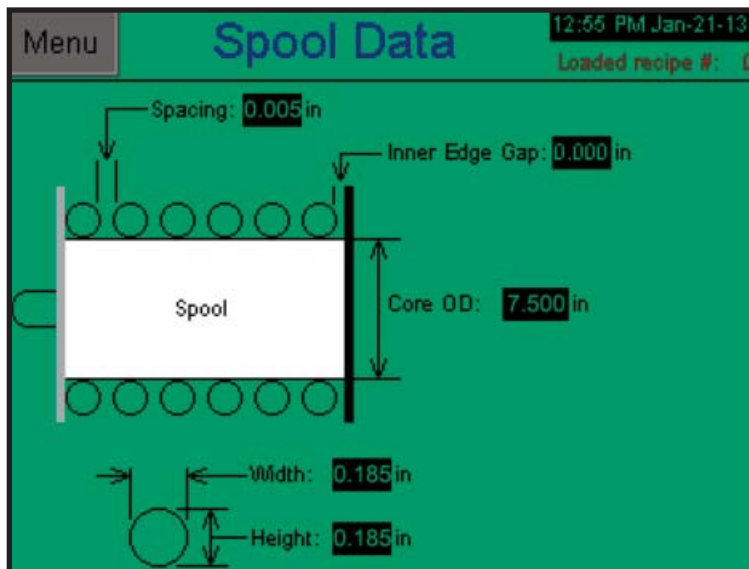 Menu
Spool Data
12:55 PM Jan-21-13
Loaded recipe #:
Spacing: 0.005 in
Inner Edge Gap: 0.000 in
Spool
Core OD: 7.500 in
Width: 0.185 in
Height: 0.185 in